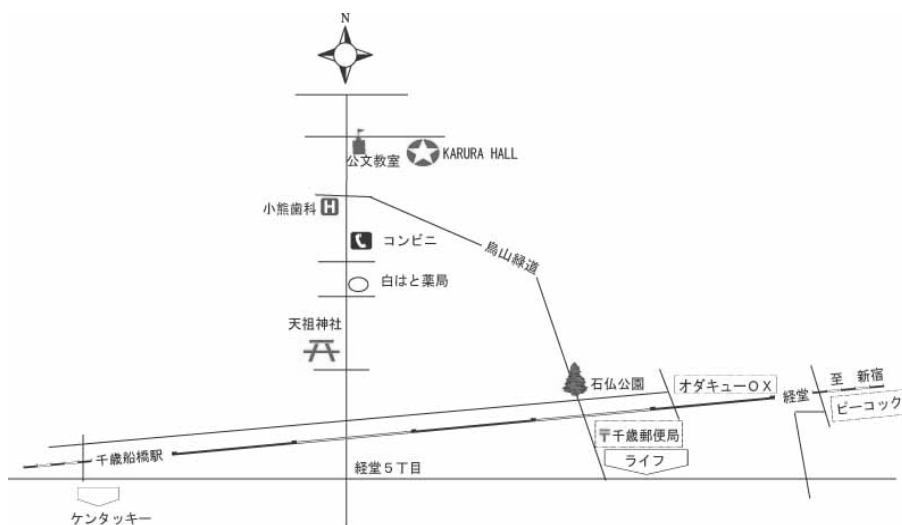 N
公文教室
KARURA HALL
小熊歯科
H
コンビニ
烏山緑道
白はと薬局
天祖神社
石仏公園
オダキューOX
経堂
至 新宿
ピーコック
〒千歳郵便局
ライフ
千歳船橋駅
経堂5丁目
ケンタッキー